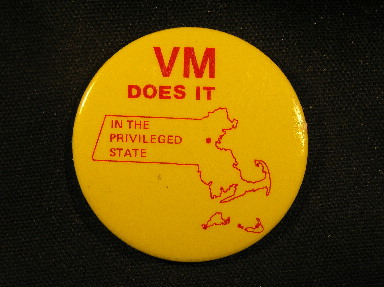 VM
DOES IT
IN THE
PRIVILEGED
STATE